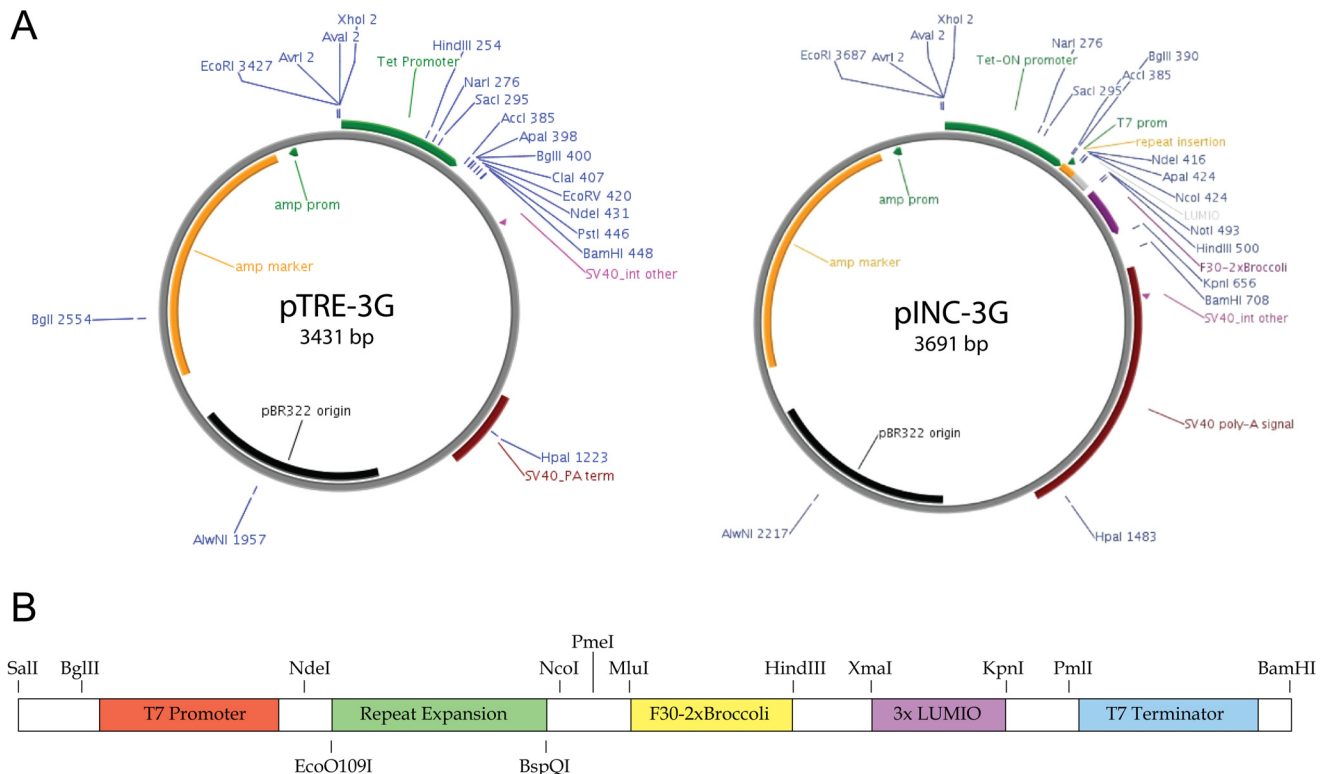 A
XhoI 2
AvaI 2
AvrI 2
EcoRI 3427
HindIII 254
Tet Promoter
NarI 276
SacI 295
AccI 385
ApaI 398
BglII 400
ClaI 407
EcoRV 420
NdeI 431
PstI 446
BamHI 448
SV40_int other
amp prom
amp marker
pTRE-3G
3431 bp
BglI 2554
pBR322 origin
HpaI 1223
SV40_PA term
AlwNI 1957
XhoI 2
AvaI 2
AvrI 2
EcoRI 3687
NarI 276
Tet-ON promoter
BglII 390
AccI 385
SacI 295
T7 prom
repeat insertion
NdeI 416
ApaI 424
NcoI 424
LUMIO
NotI 493
HindIII 500
F30-2xBroccoli
KpnI 656
BamHI 708
SV40_int other
amp prom
amp marker
pINC-3G
3691 bp
SV40 poly-A signal
pBR322 origin
AlwNI 2217
HpaI 1483
B
PmeI
SalI BglII NdeI NcoI MluI HindIII XmaI KpnI PmlI BamHI
T7 Promoter Repeat Expansion F30-2xBroccoli 3x LUMIO T7 Terminator
EcoO109I BspQI